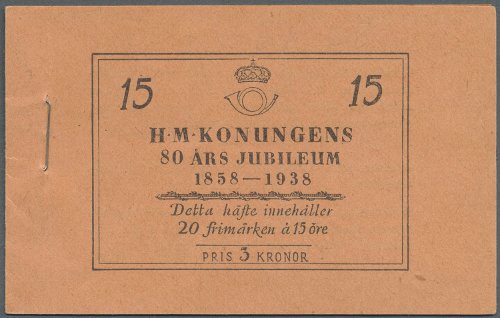 15 15
H·M·KONUNGENS
80 ÅRS JUBILEUM
1858—1938
Detta häfte innehåller
20 frimärken à 15 öre
PRIS 3 KRONOR